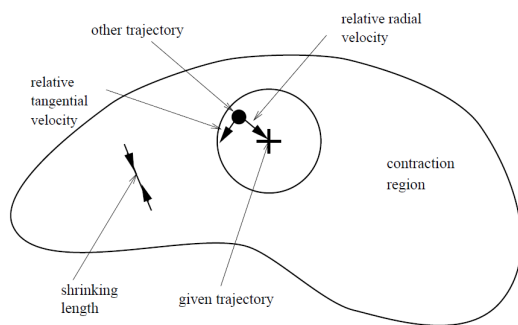 relative radial
velocity
other trajectory
relative
tangential
velocity
contraction
region
shrinking
length
given trajectory